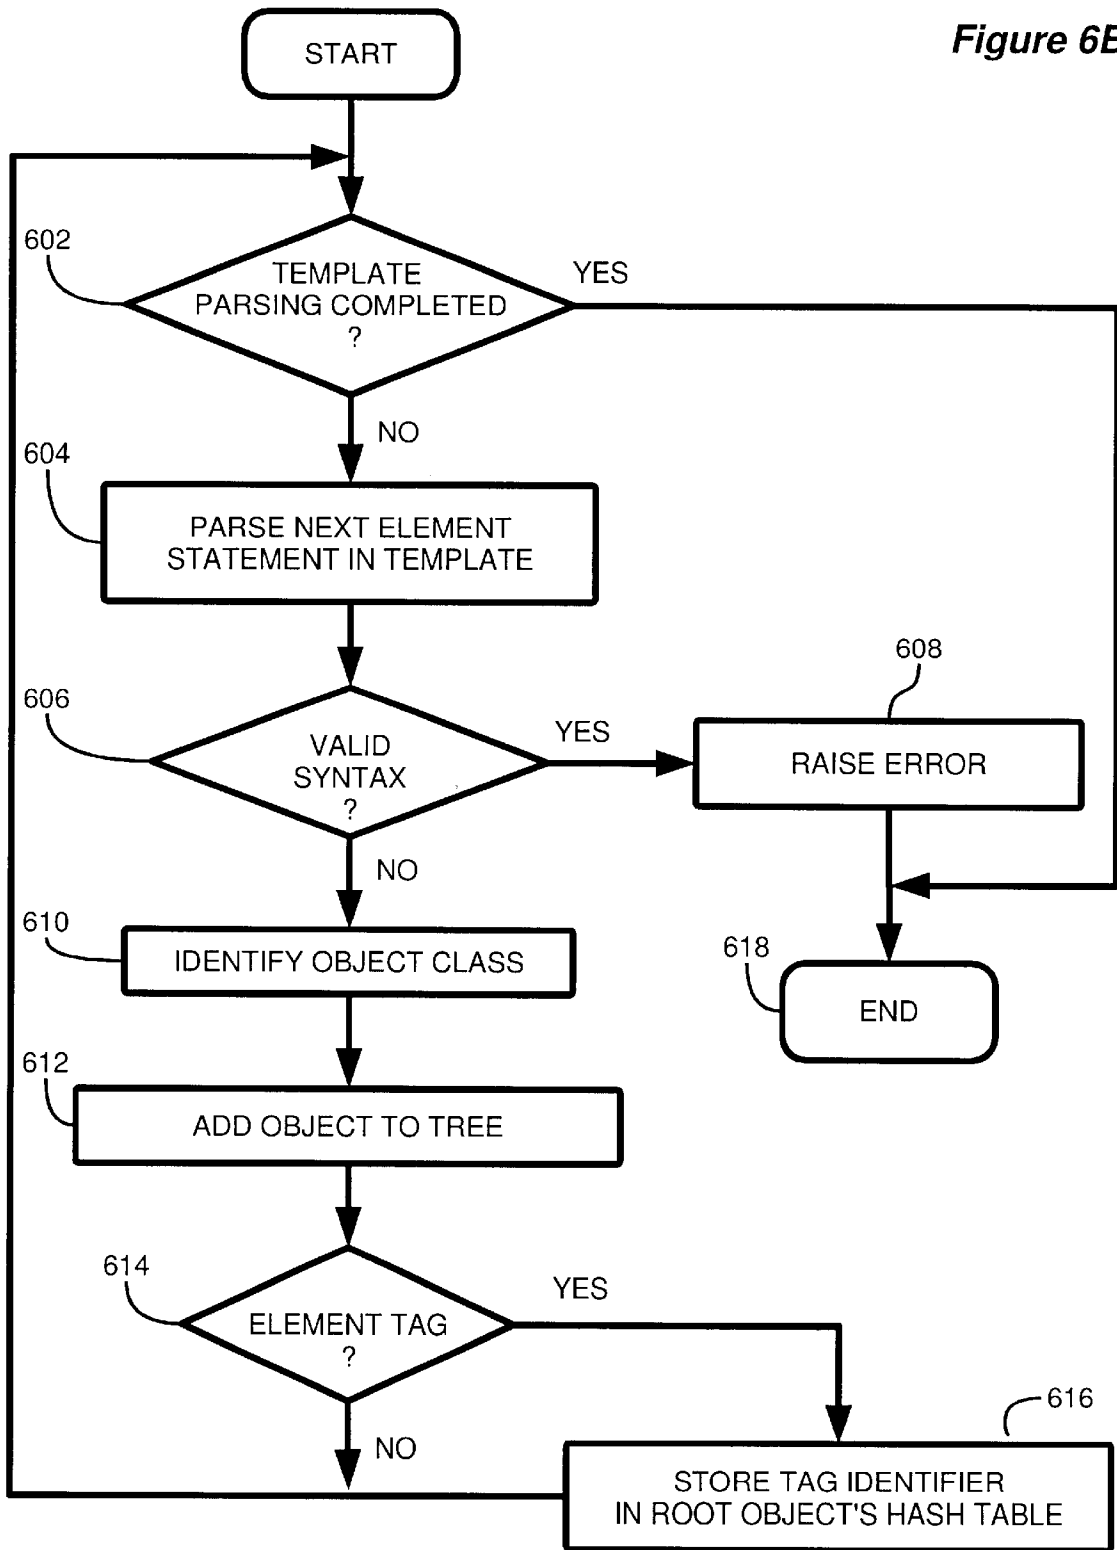 Figure 6B
START
602
TEMPLATE
PARSING COMPLETED
?
YES
NO
604
PARSE NEXT ELEMENT
STATEMENT IN TEMPLATE
606
VALID
SYNTAX
?
YES
608
RAISE ERROR
NO
610
IDENTIFY OBJECT CLASS
618
END
612
ADD OBJECT TO TREE
614
ELEMENT TAG
?
YES
NO
616
STORE TAG IDENTIFIER
IN ROOT OBJECT'S HASH TABLE